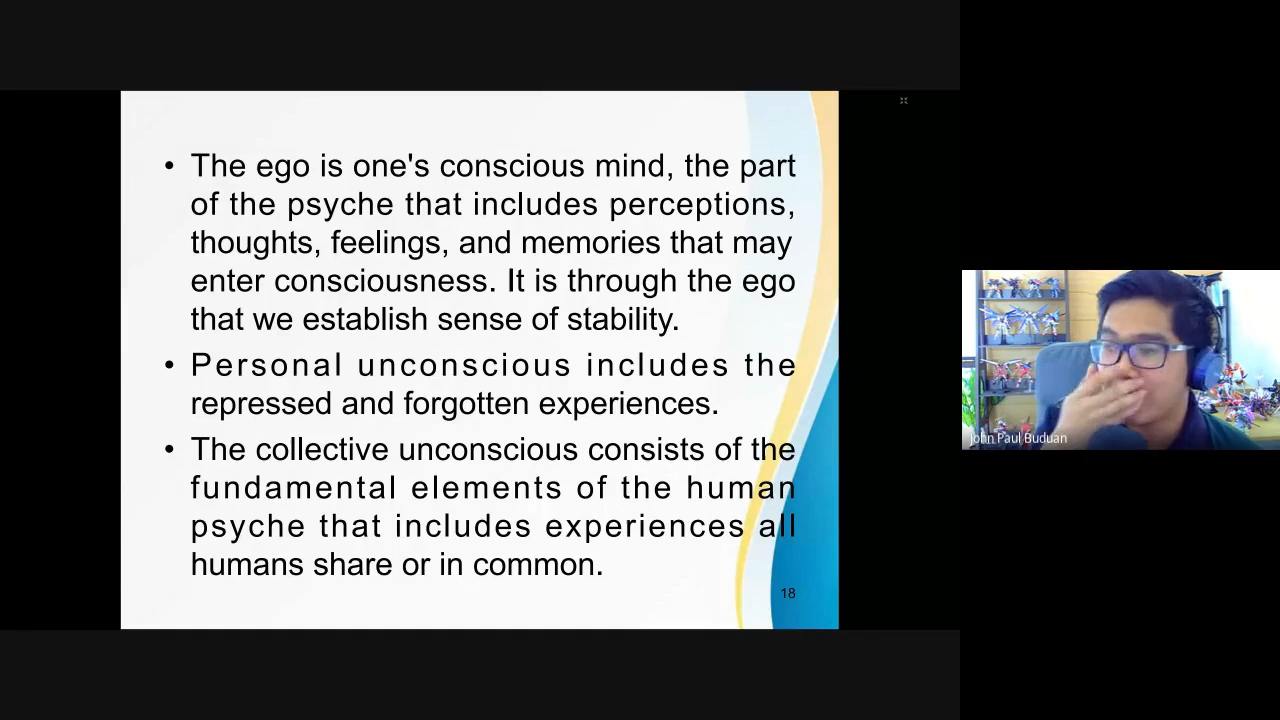 • The ego is one's conscious mind, the part
of the psyche that includes perceptions,
thoughts, feelings, and memories that may
enter consciousness. It is through the ego
that we establish sense of stability.
• Personal unconscious includes the
repressed and forgotten experiences.
• The collective unconscious consists of the
fundamental elements of the human
psyche that includes experiences all
humans share or in common.
18
John Paul Buduan